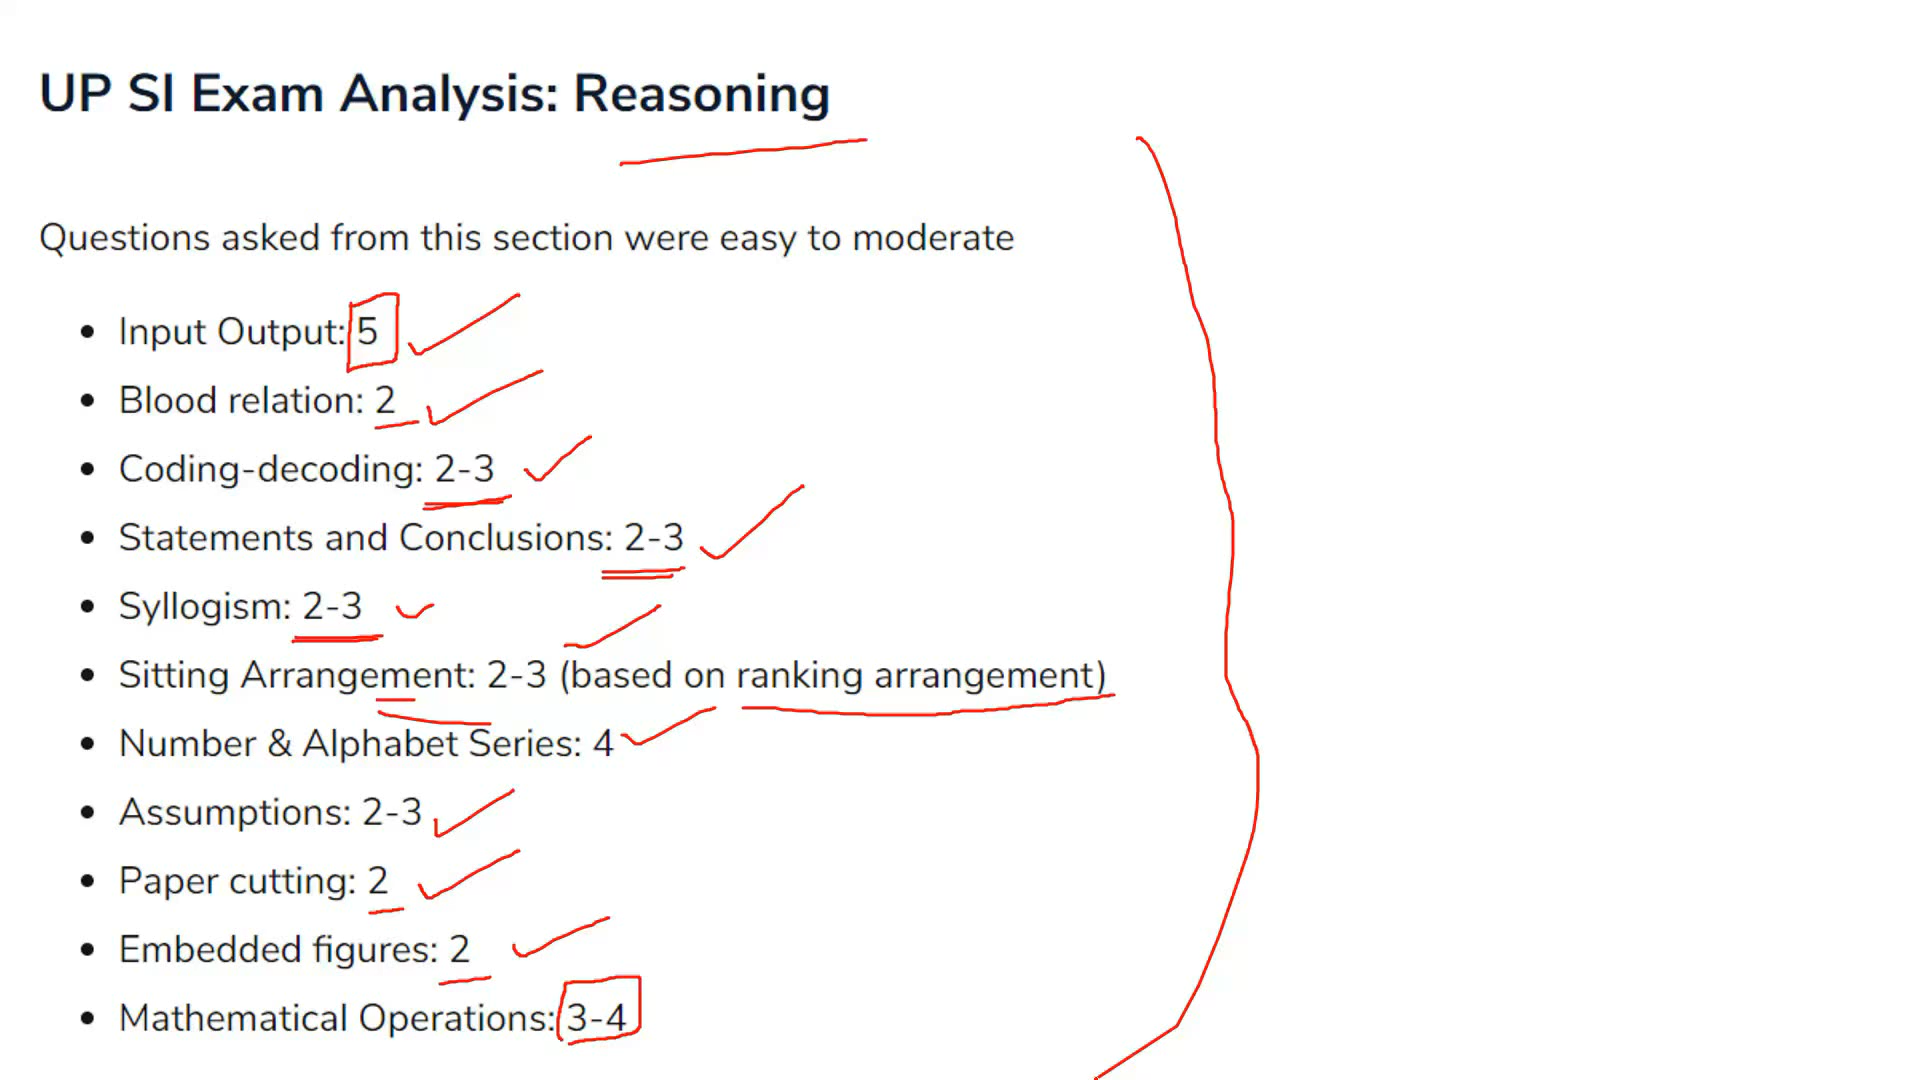 UP SI Exam Analysis: Reasoning
Questions asked from this section were easy to moderate
• Input Output: 5
• Blood relation: 2
• Coding-decoding: 2-3
• Statements and Conclusions: 2-3
• Syllogism: 2-3
• Sitting Arrangement: 2-3 (based on ranking arrangement)
• Number & Alphabet Series: 4
• Assumptions: 2-3
• Paper cutting: 2
• Embedded figures: 2
• Mathematical Operations: 3-4